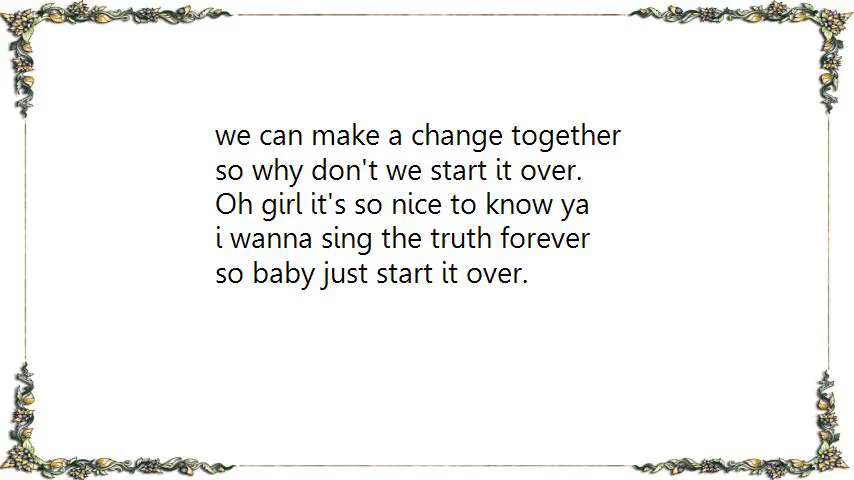 we can make a change together
so why don't we start it over.
Oh girl it's so nice to know ya
i wanna sing the truth forever
so baby just start it over.